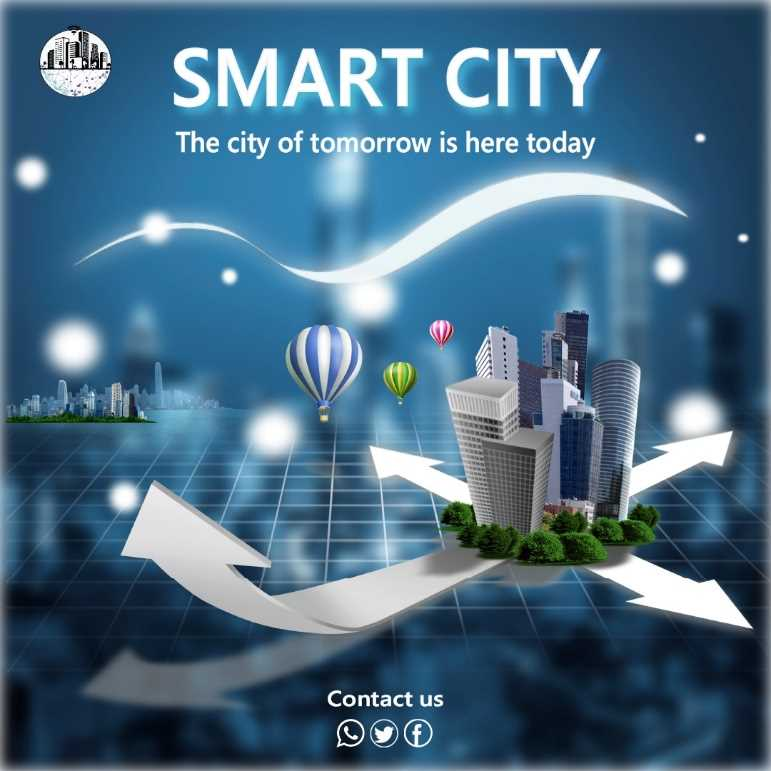 SMART CITY
The city of tomorrow is here today
Contact us